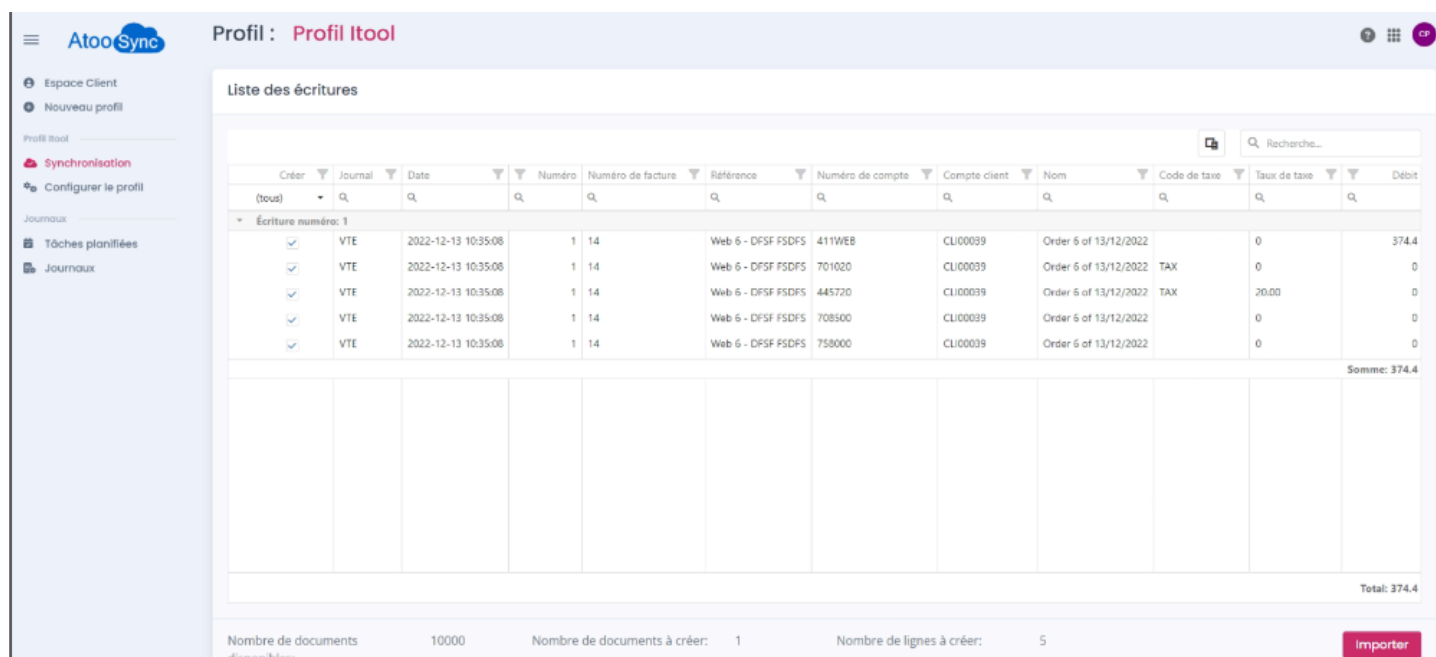 AtooSync
Profil : Profil Itool
CP
Espace Client
Nouveau profil
Profil Itool
Synchronisation
Configurer le profil
Journaux
Tâches planifiées
Journaux
Liste des écritures
Recherche...
Créer Journal Date Numéro Numéro de facture Référence Numéro de compte Compte client Nom Code de taxe Taux de taxe Débit
(tous)
Écriture numéro: 1
VTE 2022-12-13 10:35:08 1 14 Web 6 - DFSF FSDFS 411WEB CLI00039 Order 6 of 13/12/2022 0 374.4
VTE 2022-12-13 10:35:08 1 14 Web 6 - DFSF FSDFS 701020 CLI00039 Order 6 of 13/12/2022 TAX 0 0
VTE 2022-12-13 10:35:08 1 14 Web 6 - DFSF FSDFS 445720 CLI00039 Order 6 of 13/12/2022 TAX 20.00 0
VTE 2022-12-13 10:35:08 1 14 Web 6 - DFSF FSDFS 708500 CLI00039 Order 6 of 13/12/2022 0 0
VTE 2022-12-13 10:35:08 1 14 Web 6 - DFSF FSDFS 758000 CLI00039 Order 6 of 13/12/2022 0 0
Somme: 374.4
Total: 374.4
Nombre de documents 10000 Nombre de documents à créer: 1 Nombre de lignes à créer: 5
Importer